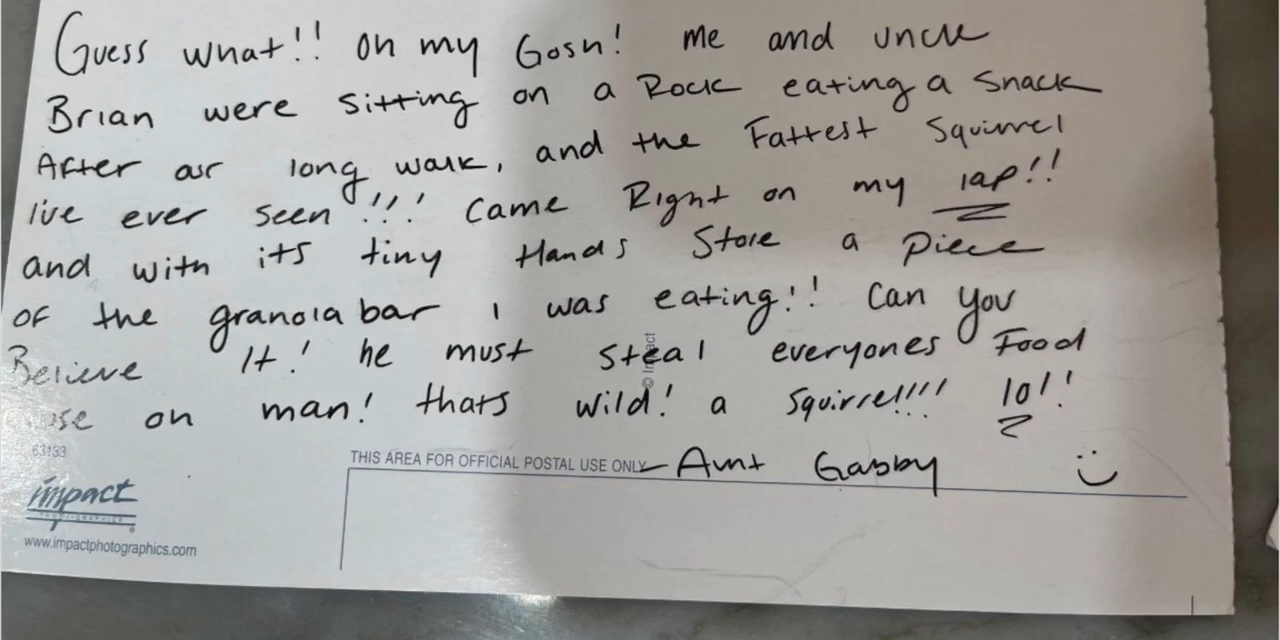 Guess what!! oh my Gosh! me and uncle
Brian were sitting on a Rock eating a snack
After our long walk, and the Fattest Squirrel
I've ever seen!!! came Right on my lap!!
and with its tiny Hands Stole a piece
of the granola bar I was eating!! Can you
Believe It! he must steal everyones Food
on man! thats wild! a squirrel!!!! lol!!
— Aunt Gabby :)
© Impact
63133
THIS AREA FOR OFFICIAL POSTAL USE ONLY
impact
PHOTOGRAPHICS
www.impactphotographics.com